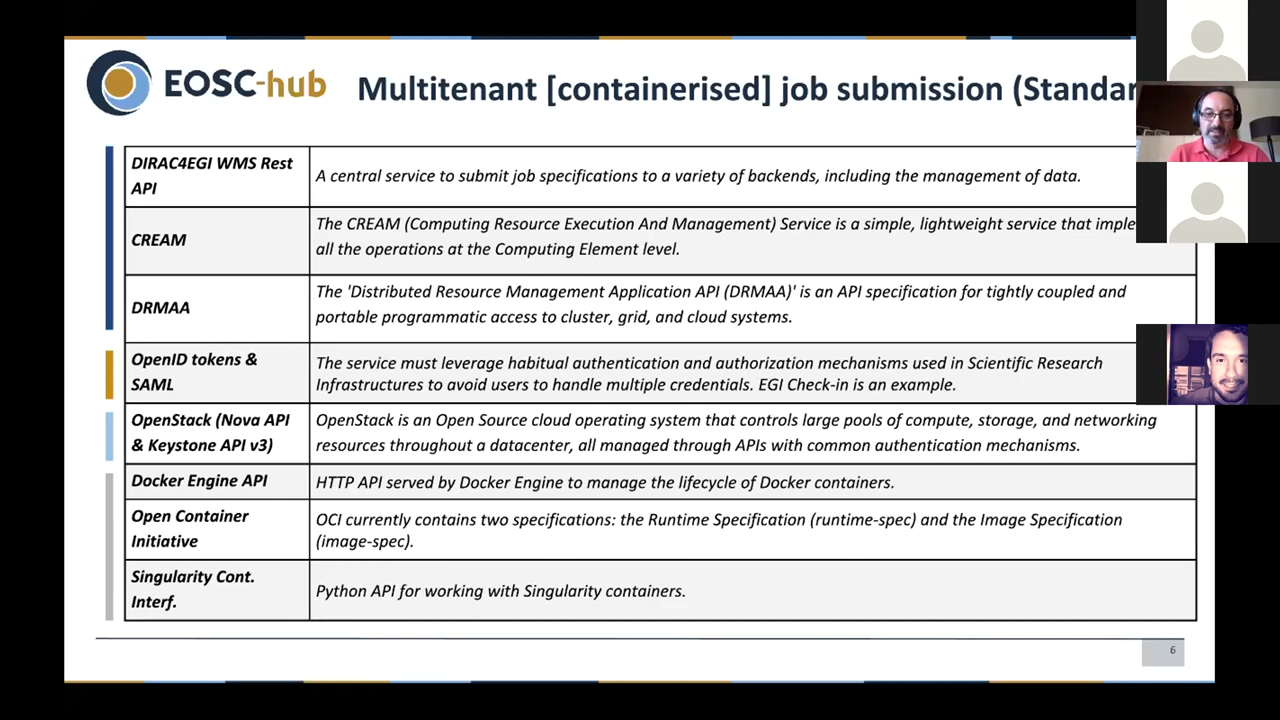 EOSC-hub
Multitenant [containerised] job submission (Standar
DIRAC4EGI WMS Rest
API
A central service to submit job specifications to a variety of backends, including the management of data.
CREAM
The CREAM (Computing Resource Execution And Management) Service is a simple, lightweight service that imple
all the operations at the Computing Element level.
DRMAA
The 'Distributed Resource Management Application API (DRMAA)' is an API specification for tightly coupled and
portable programmatic access to cluster, grid, and cloud systems.
OpenID tokens &
SAML
The service must leverage habitual authentication and authorization mechanisms used in Scientific Research
Infrastructures to avoid users to handle multiple credentials. EGI Check-in is an example.
OpenStack (Nova API
& Keystone API v3)
OpenStack is an Open Source cloud operating system that controls large pools of compute, storage, and networking
resources throughout a datacenter, all managed through APIs with common authentication mechanisms.
Docker Engine API
HTTP API served by Docker Engine to manage the lifecycle of Docker containers.
Open Container
Initiative
OCI currently contains two specifications: the Runtime Specification (runtime-spec) and the Image Specification
(image-spec).
Singularity Cont.
Interf.
Python API for working with Singularity containers.
6